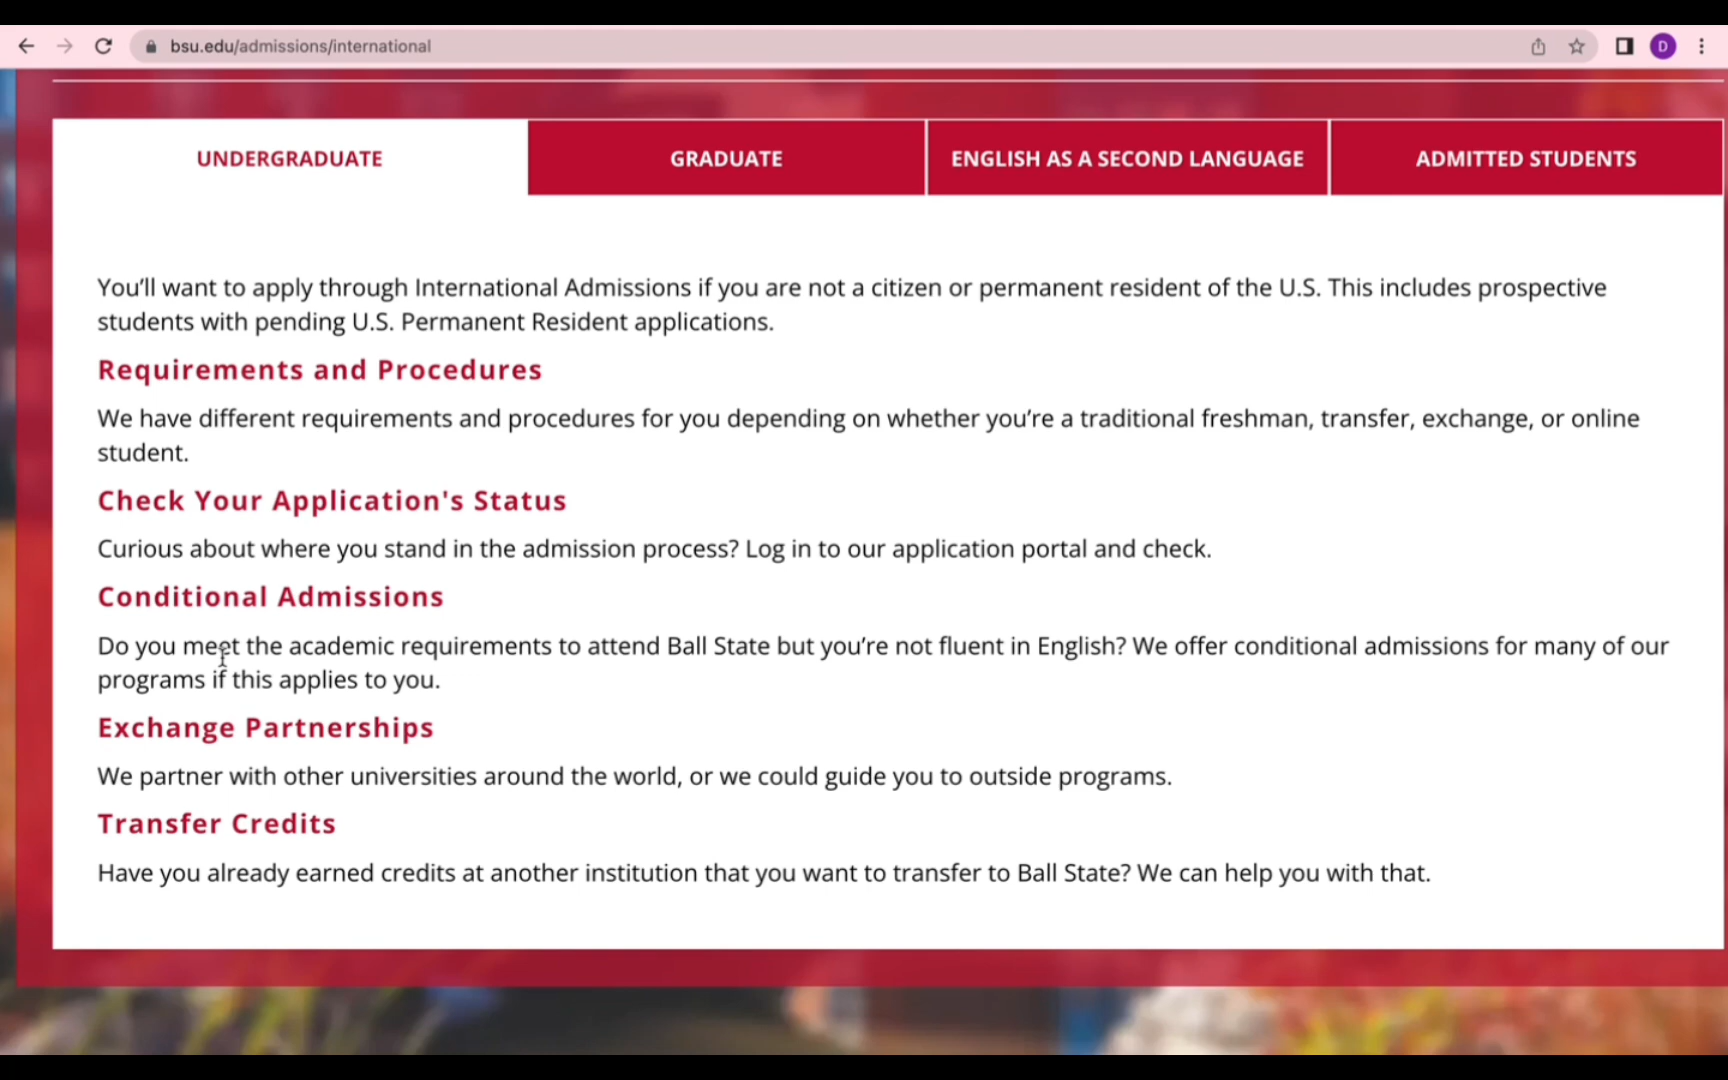 bsu.edu/admissions/international
D
UNDERGRADUATE
GRADUATE
ENGLISH AS A SECOND LANGUAGE
ADMITTED STUDENTS
You’ll want to apply through International Admissions if you are not a citizen or permanent resident of the U.S. This includes prospective
students with pending U.S. Permanent Resident applications.
Requirements and Procedures
We have different requirements and procedures for you depending on whether you’re a traditional freshman, transfer, exchange, or online
student.
Check Your Application's Status
Curious about where you stand in the admission process? Log in to our application portal and check.
Conditional Admissions
Do you meet the academic requirements to attend Ball State but you’re not fluent in English? We offer conditional admissions for many of our
programs if this applies to you.
Exchange Partnerships
We partner with other universities around the world, or we could guide you to outside programs.
Transfer Credits
Have you already earned credits at another institution that you want to transfer to Ball State? We can help you with that.